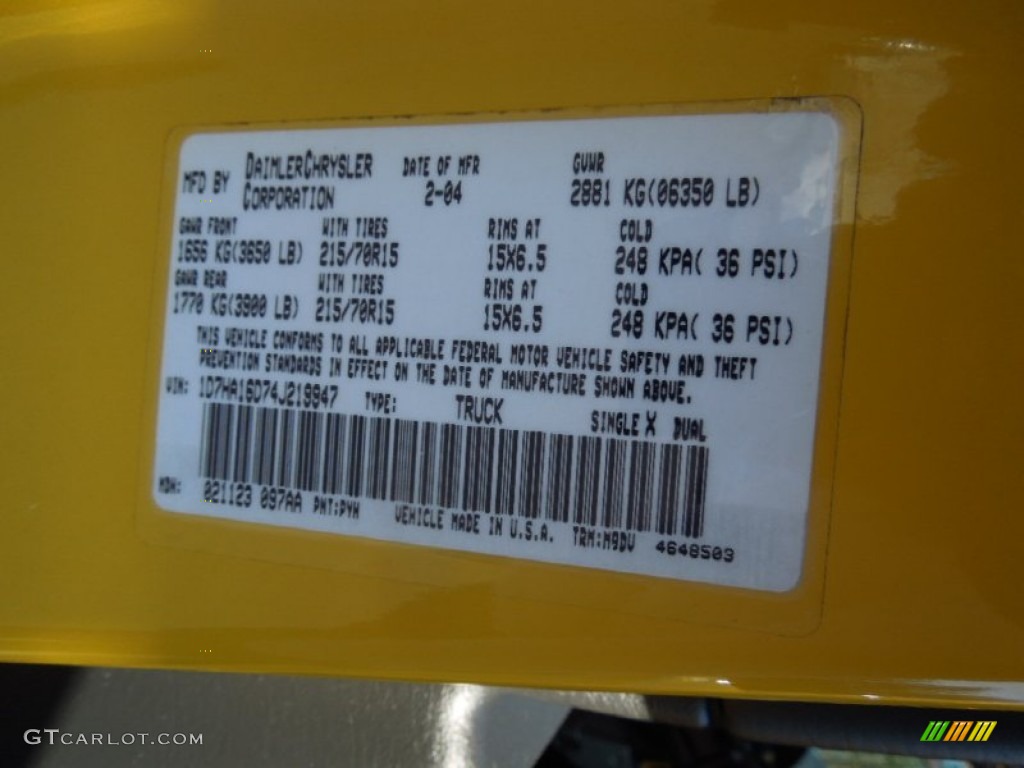 MFD BY DAIMLERCHRYSLER CORPORATION DATE OF MFR 2-04 GVWR 2881 KG(06350 LB)
GAWR FRONT WITH TIRES RIMS AT COLD
1656 KG(3650 LB) 215/70R15 15X6.5 248 KPA( 36 PSI)
GAWR REAR WITH TIRES RIMS AT COLD
1770 KG(3900 LB) 215/70R15 15X6.5 248 KPA( 36 PSI)
THIS VEHICLE CONFORMS TO ALL APPLICABLE FEDERAL MOTOR VEHICLE SAFETY AND THEFT
PREVENTION STANDARDS IN EFFECT ON THE DATE OF MANUFACTURE SHOWN ABOVE.
VIN: 1D7HA16D74J219947 TYPE: TRUCK SINGLE X DUAL
MDH: 021123 097AA PNT:PYH VEHICLE MADE IN U.S.A. TRM:M9DV 4648503
GTCARLOT.COM